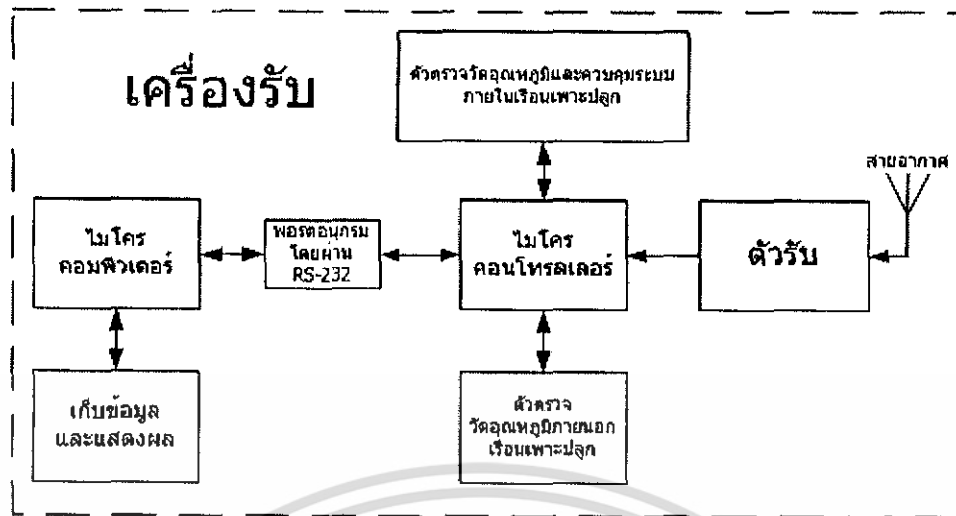 เครื่องรับ
ตัวตรวจวัดอุณหภูมิและควบคุมระบบ
ภายในเรือนเพาะปลูก
สายอากาศ
ไมโคร
คอมพิวเตอร์
พอร์ตอนุกรม
โดยผ่าน
RS-232
ไมโคร
คอนโทรลเลอร์
ตัวรับ
เก็บข้อมูล
และแสดงผล
ตัวตรวจ
วัดอุณหภูมิภายนอก
เรือนเพาะปลูก